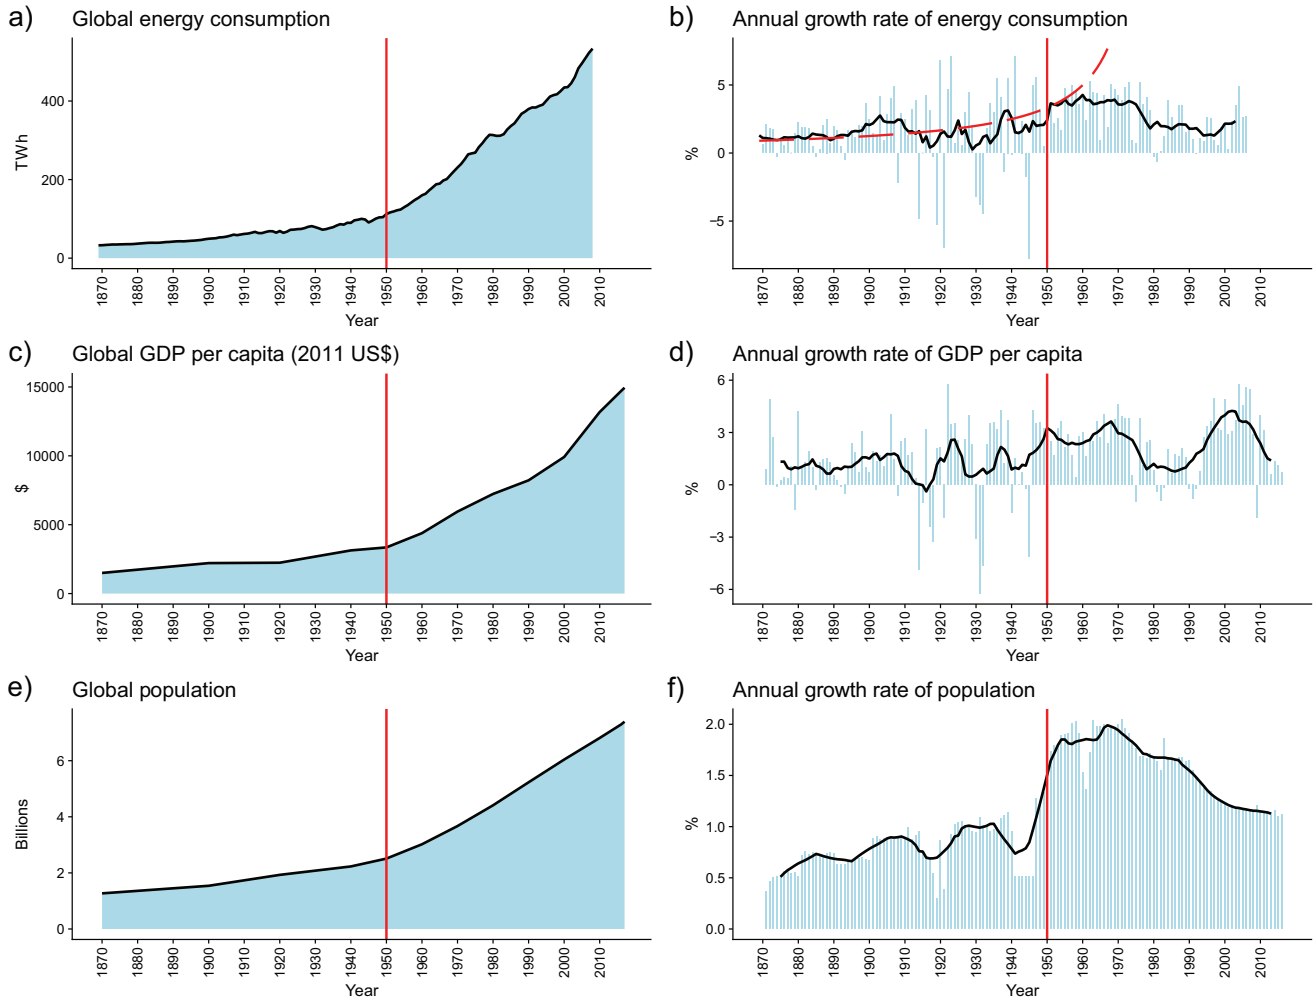 a) Global energy consumption
TWh
400
200
0
1870 1880 1890 1900 1910 1920 1930 1940 1950 1960 1970 1980 1990 2000 2010
Year
b) Annual growth rate of energy consumption
%
5
0
−5
1870 1880 1890 1900 1910 1920 1930 1940 1950 1960 1970 1980 1990 2000 2010
Year
c) Global GDP per capita (2011 US$)
$
15000
10000
5000
0
1870 1880 1890 1900 1910 1920 1930 1940 1950 1960 1970 1980 1990 2000 2010
Year
d) Annual growth rate of GDP per capita
%
6
3
0
−3
−6
1870 1880 1890 1900 1910 1920 1930 1940 1950 1960 1970 1980 1990 2000 2010
Year
e) Global population
Billions
6
4
2
0
1870 1880 1890 1900 1910 1920 1930 1940 1950 1960 1970 1980 1990 2000 2010
Year
f) Annual growth rate of population
%
2.0
1.5
1.0
0.5
0.0
1870 1880 1890 1900 1910 1920 1930 1940 1950 1960 1970 1980 1990 2000 2010
Year